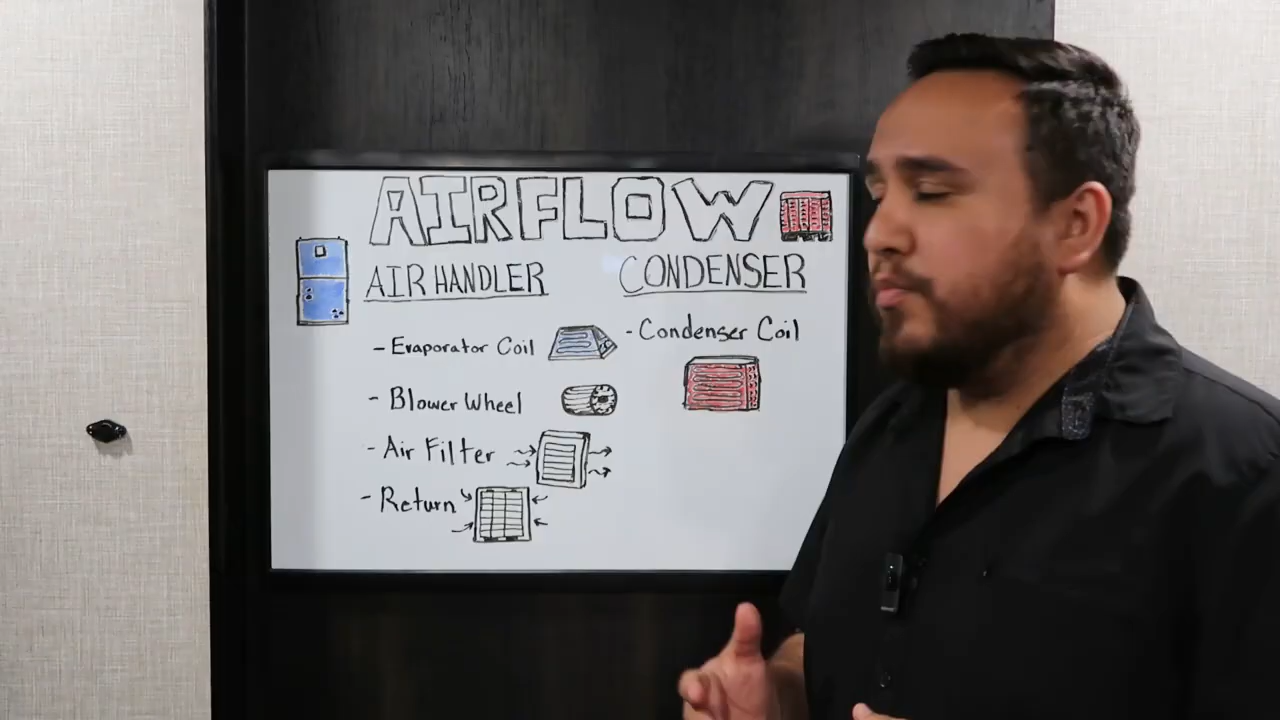 AIRFLOW
AIR HANDLER
- Evaporator Coil
- Blower Wheel
- Air Filter
- Return
CONDENSER
- Condenser Coil